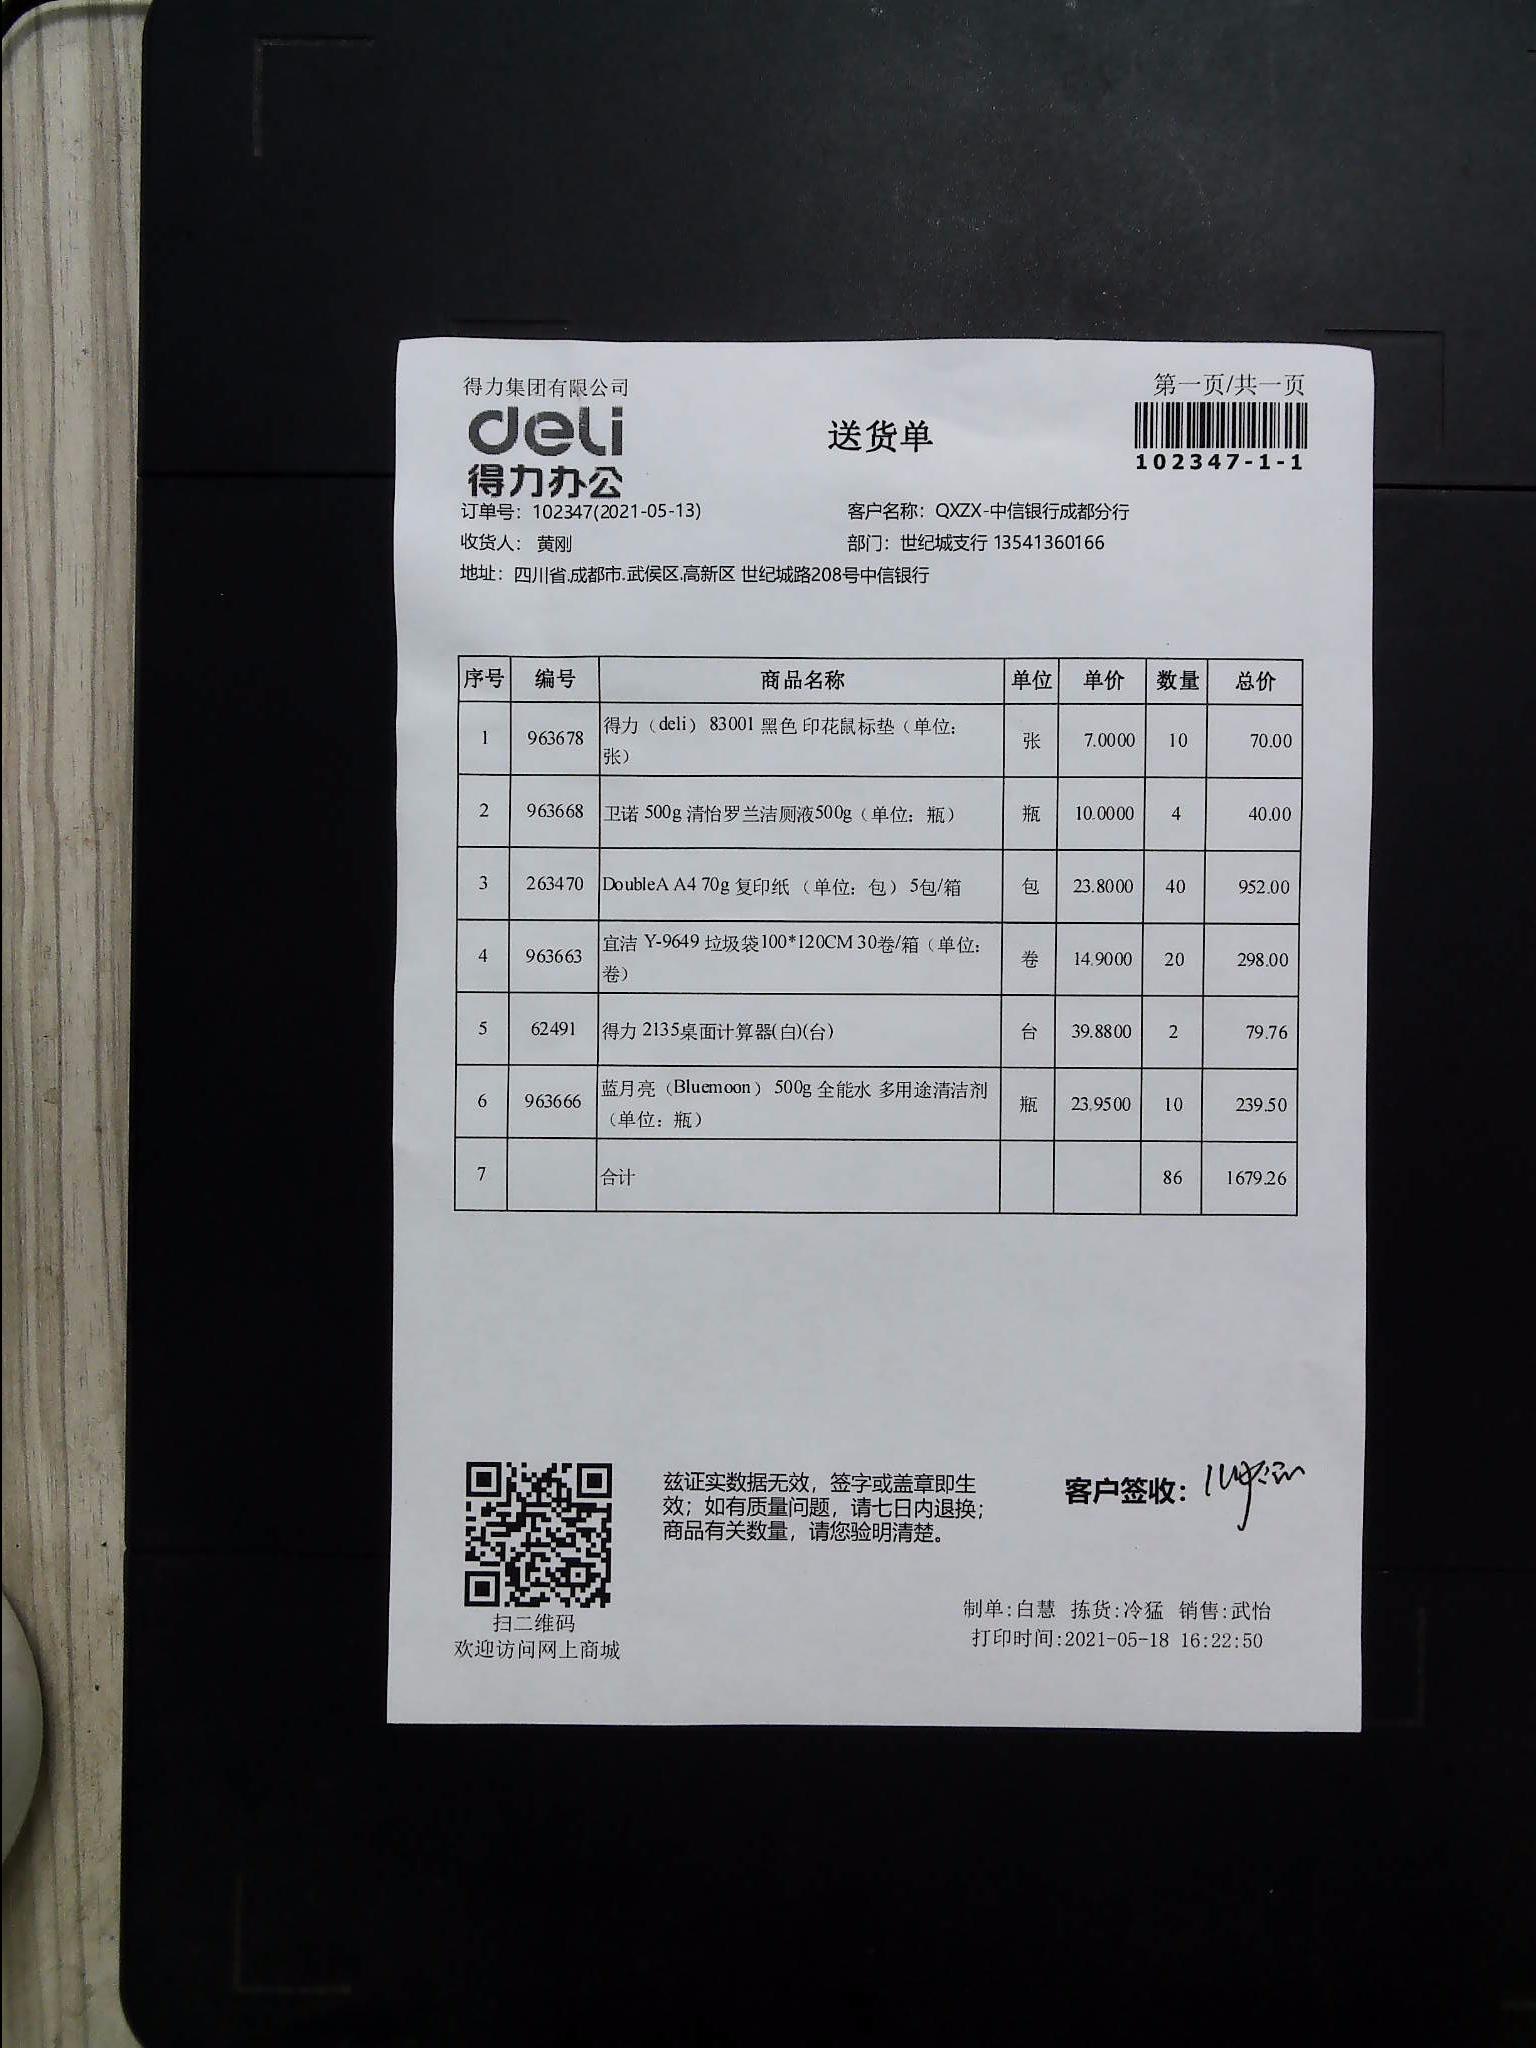 得力集团有限公司
第一页/共一页
deli
得力办公
送货单
102347-1-1
订单号：102347(2021-05-13)
客户名称：QXZX-中信银行成都分行
收货人：黄刚
部门：世纪城支行 13541360166
地址：四川省.成都市.武侯区.高新区 世纪城路208号中信银行
序号 编号 商品名称 单位 单价 数量 总价
1 963678 得力（deli） 83001 黑色 印花鼠标垫（单位：
张） 张 7.0000 10 70.00
2 963668 卫诺 500g 清怡罗兰洁厕液500g（单位：瓶） 瓶 10.0000 4 40.00
3 263470 DoubleA A4 70g 复印纸 （单位：包） 5包/箱 包 23.8000 40 952.00
4 963663 宜洁 Y-9649 垃圾袋100*120CM 30卷/箱（单位：
卷） 卷 14.9000 20 298.00
5 62491 得力 2135桌面计算器(白)(台) 台 39.8800 2 79.76
6 963666 蓝月亮（Bluemoon） 500g 全能水 多用途清洁剂
（单位：瓶） 瓶 23.9500 10 239.50
7 合计 86 1679.26
兹证实数据无效，签字或盖章即生
效；如有质量问题，请七日内退换；
商品有关数量，请您验明清楚。
客户签收：
扫二维码
欢迎访问网上商城
制单:白慧 拣货:冷猛 销售:武怡
打印时间:2021-05-18 16:22:50